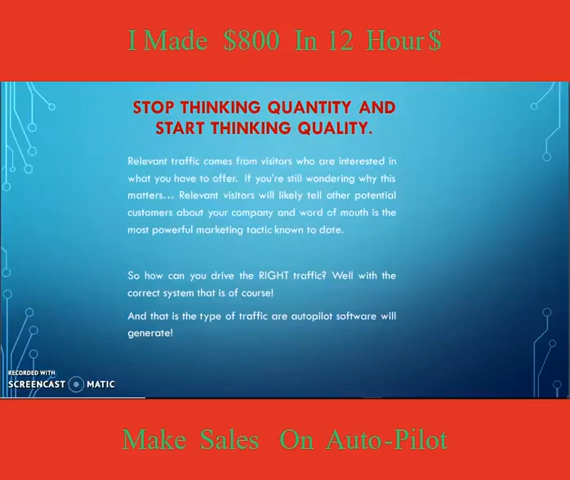 I Made $800 In 12 Hour$
STOP THINKING QUANTITY AND
START THINKING QUALITY.
Relevant traffic comes from visitors who are interested in
what you have to offer. If you're still wondering why this
matters... Relevant visitors will likely tell other potential
customers about your company and word of mouth is the
most powerful marketing tactic known to date.
So how can you drive the RIGHT traffic? Well with the
correct system that is of course!
And that is the type of traffic are autopilot software will
generate!
RECORDED WITH
SCREENCAST MATIC
Make Sales On Auto-Pilot